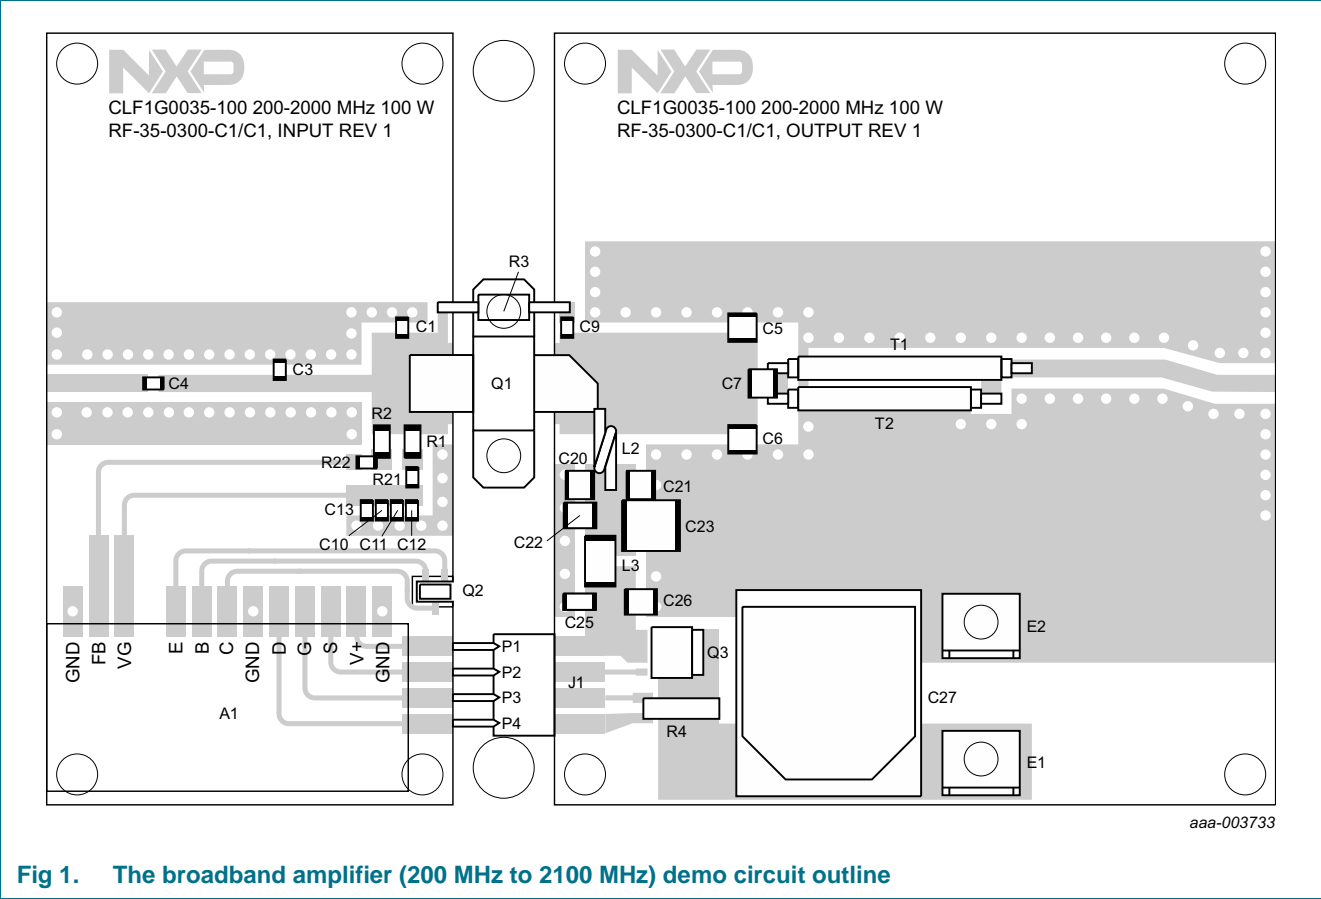 NXP
CLF1G0035-100 200-2000 MHz 100 W
RF-35-0300-C1/C1, INPUT REV 1
NXP
CLF1G0035-100 200-2000 MHz 100 W
RF-35-0300-C1/C1, OUTPUT REV 1
R3
C1
C9
C5
T1
C3
C4
Q1
C7
T2
R2
R1
C6
L2
R22
C20
R21
C21
C13
C23
C10
C11
C12
C22
L3
Q2
C26
C25
E2
GND
FB
VG
E
B
C
GND
D
G
S
V+
GND
P1
P2
P3
P4
J1
Q3
A1
R4
C27
E1
aaa-003733
Fig 1. The broadband amplifier (200 MHz to 2100 MHz) demo circuit outline